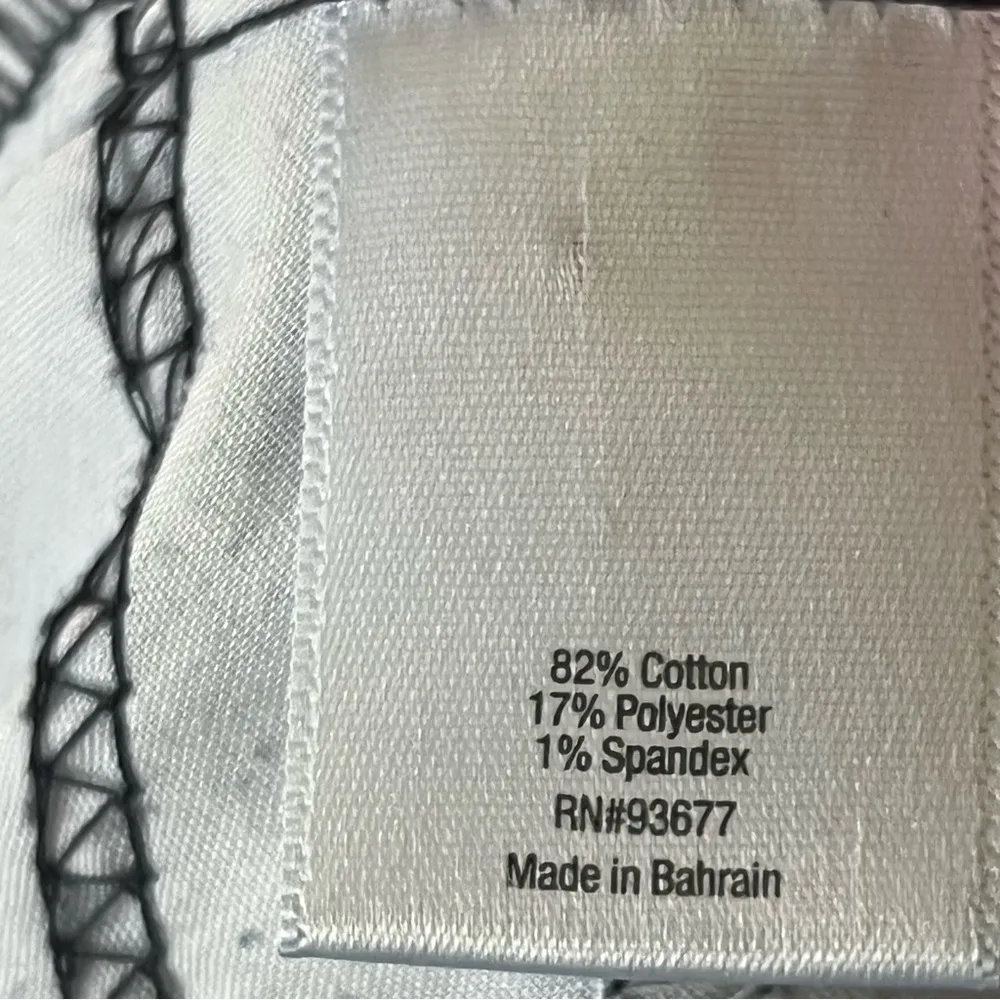 82% Cotton
17% Polyester
1% Spandex
RN#93677
Made in Bahrain